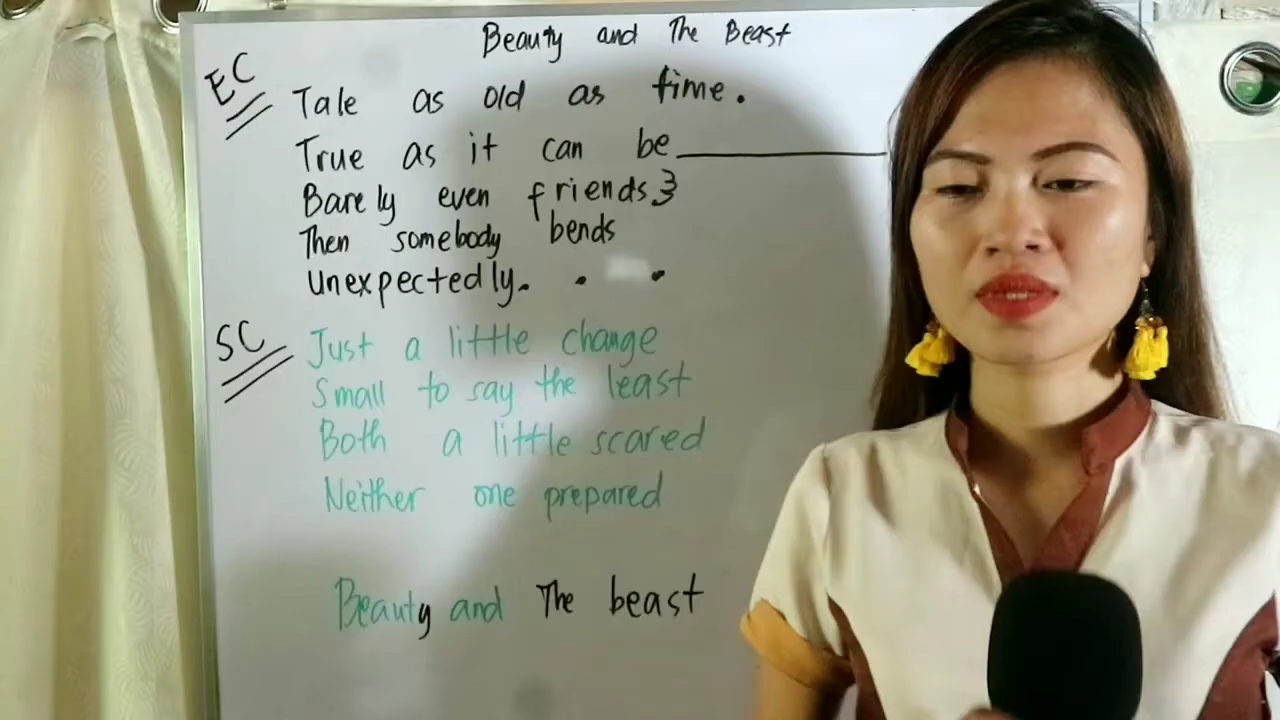 Beauty and The Beast
EC
Tale as old as time.
True as it can be__________
Barely even friends}
Then somebody bends
Unexpectedly. . .
SC
Just a little change
Small to say the least
Both a little scared
Neither one prepared
Beauty and The beast